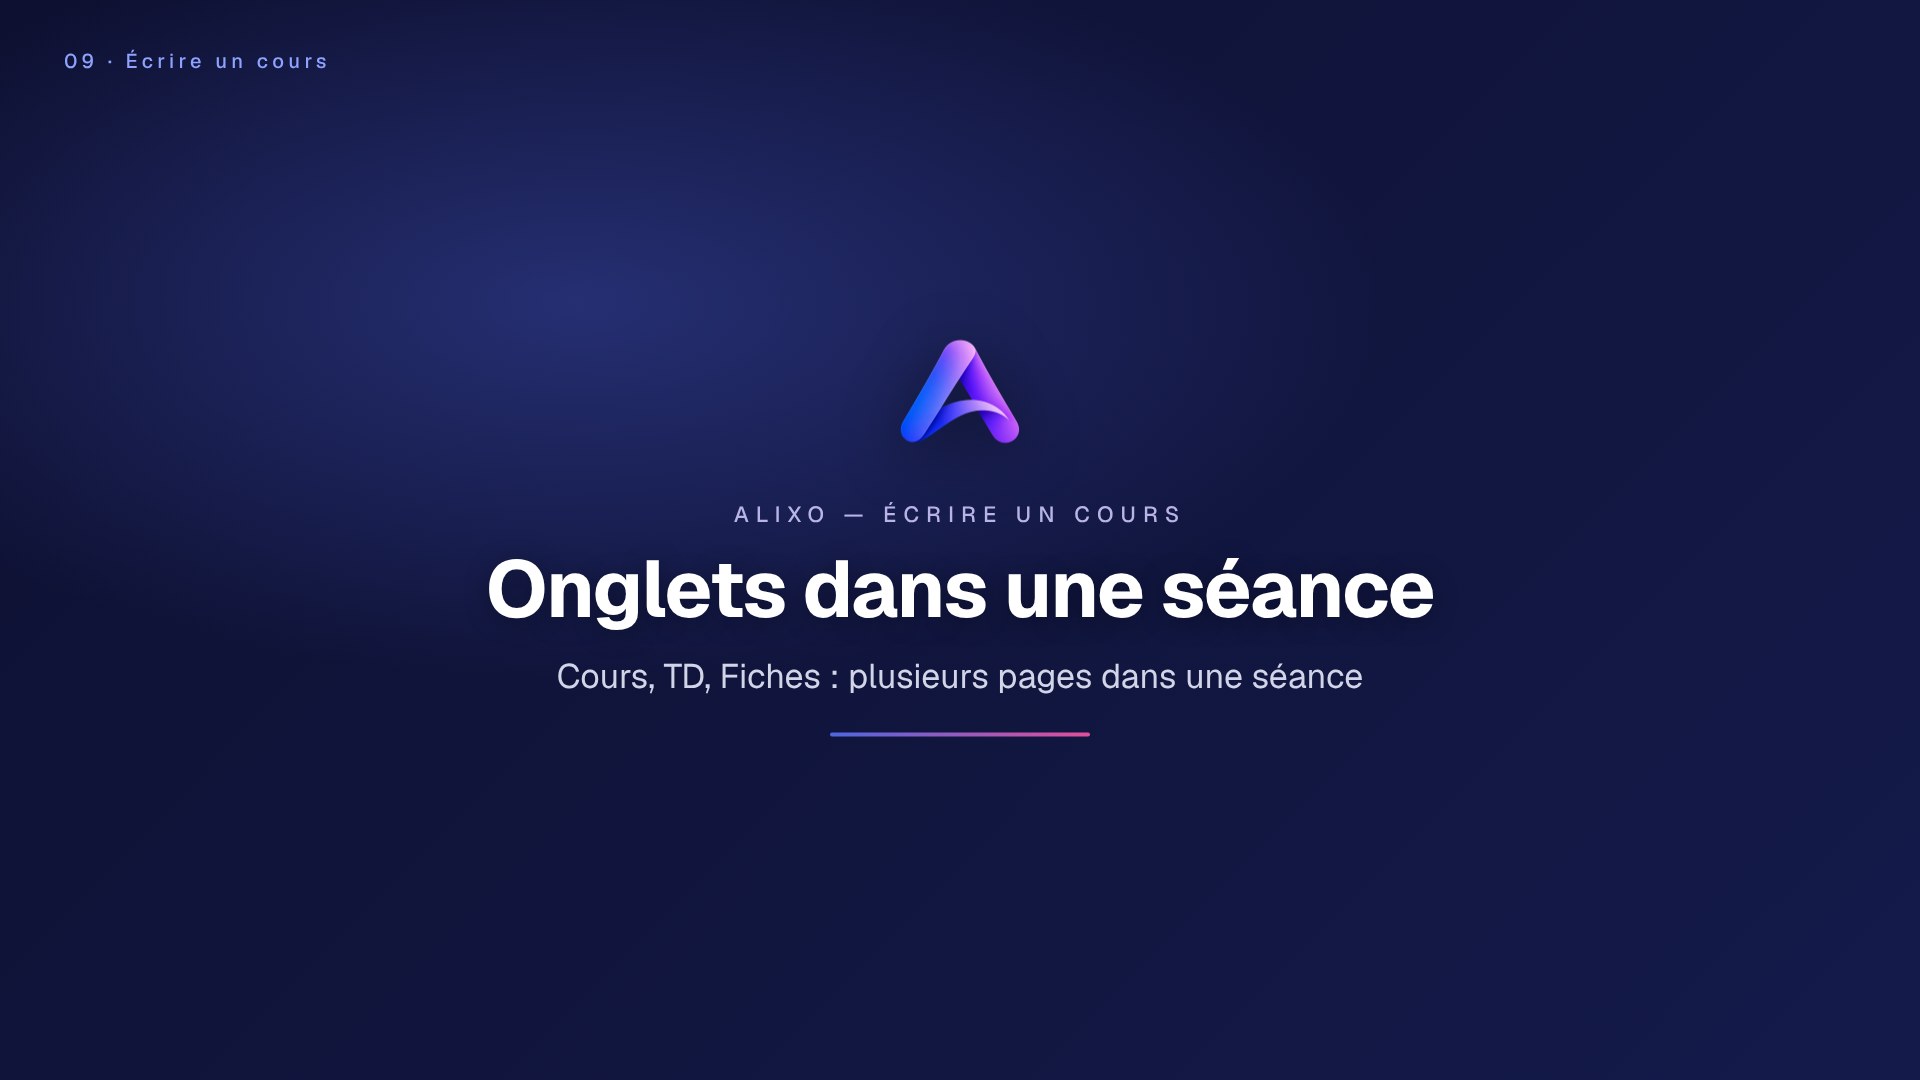 09 · Écrire un cours
ALIXO — ÉCRIRE UN COURS
Onglets dans une séance
Cours, TD, Fiches : plusieurs pages dans une séance